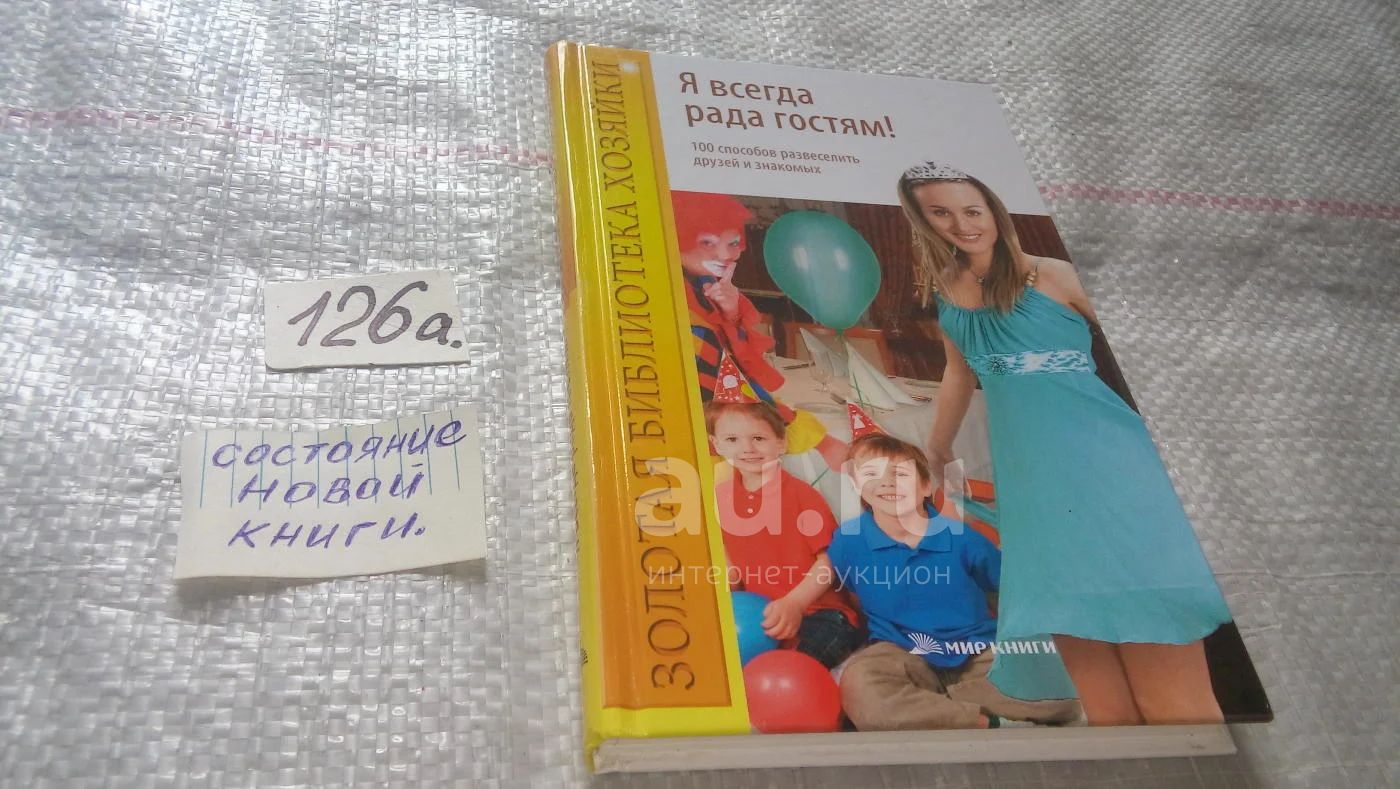 126а.
состояние
новай
книги.
ЗОЛОТАЯ БИБЛИОТЕКА ХОЗЯЙКИ
Я всегда
рада гостям!
100 способов развеселить
друзей и знакомых
au.ru
интернет-аукцион
МИР КНИГИ